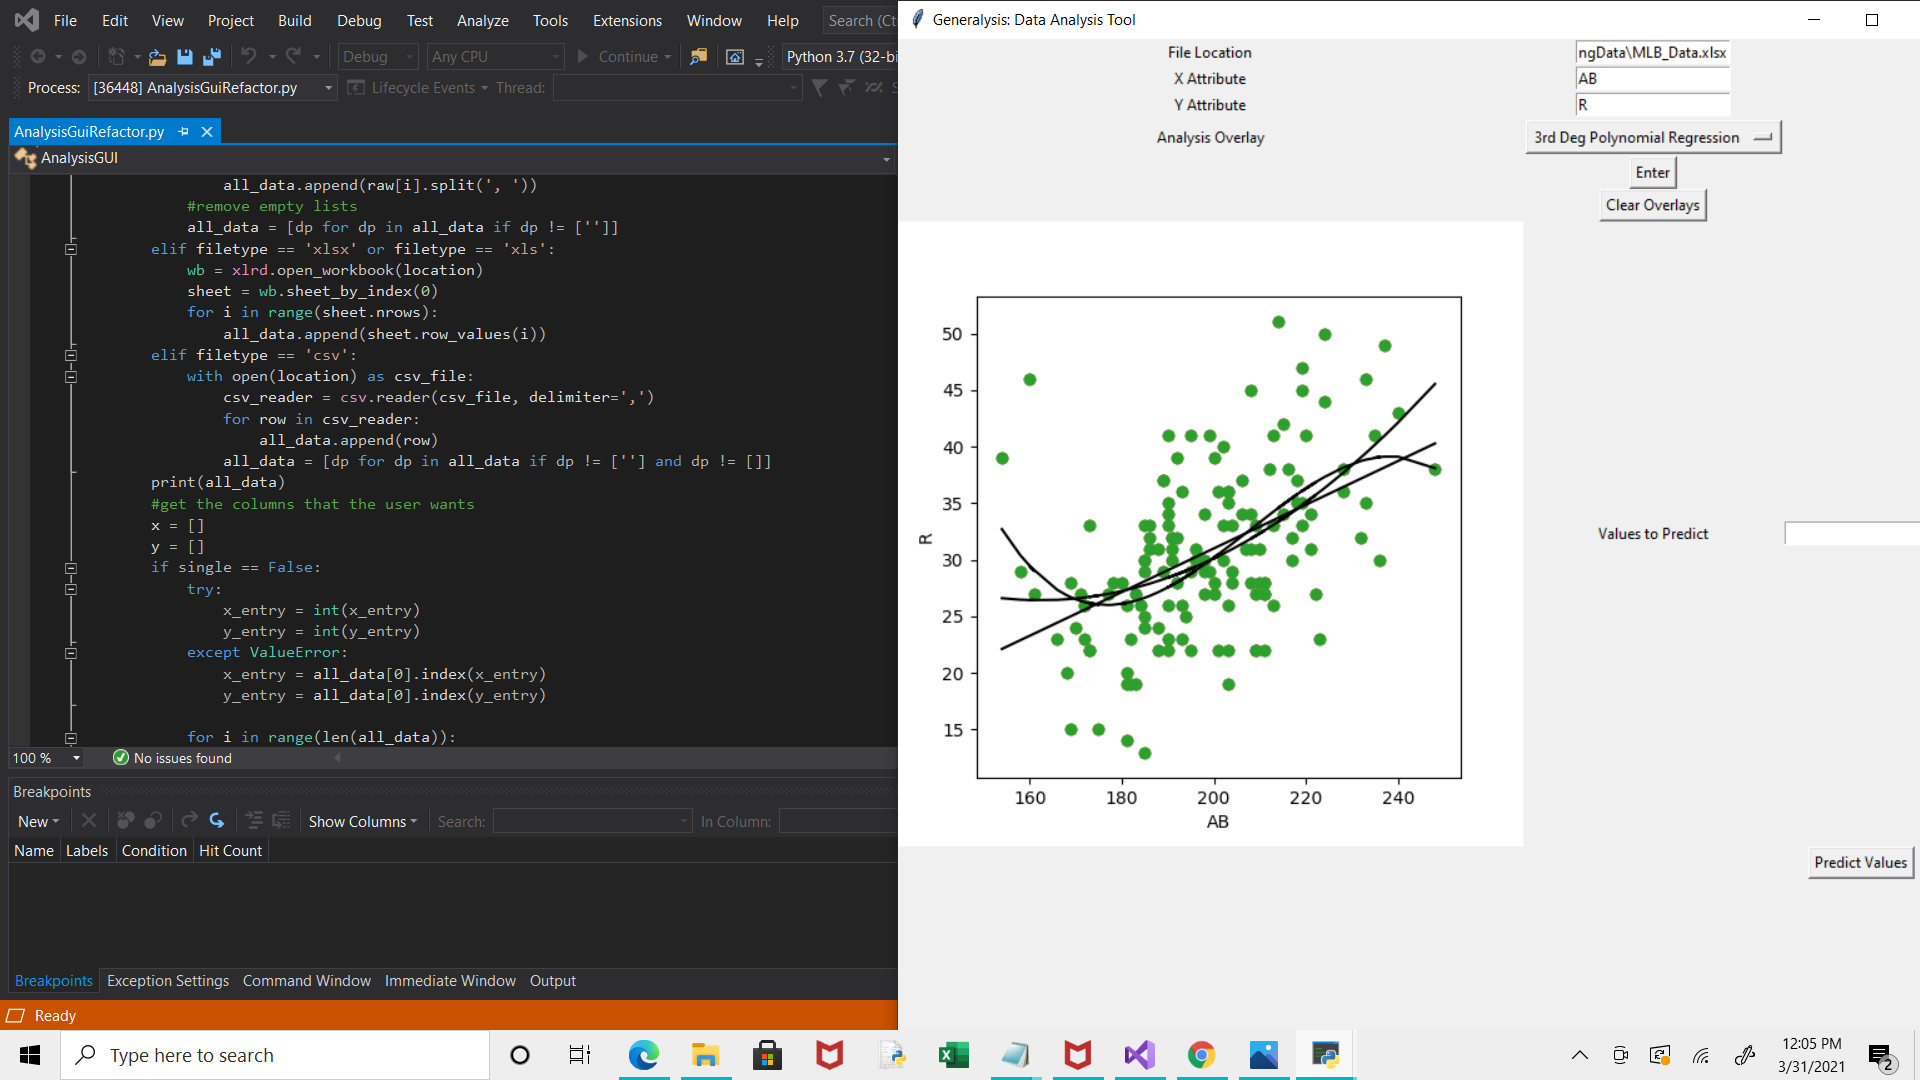 File Edit View Project Build Debug Test Analyze Tools Extensions Window Help Search (Ct
Debug Any CPU Continue Python 3.7 (32-bi
Process: [36448] AnalysisGuiRefactor.py Lifecycle Events Thread:
AnalysisGuiRefactor.py
AnalysisGUI
all_data.append(raw[i].split(', '))
#remove empty lists
all_data = [dp for dp in all_data if dp != ['']]
elif filetype == 'xlsx' or filetype == 'xls':
wb = xlrd.open_workbook(location)
sheet = wb.sheet_by_index(0)
for i in range(sheet.nrows):
all_data.append(sheet.row_values(i))
elif filetype == 'csv':
with open(location) as csv_file:
csv_reader = csv.reader(csv_file, delimiter=',')
for row in csv_reader:
all_data.append(row)
all_data = [dp for dp in all_data if dp != [''] and dp != []]
print(all_data)
#get the columns that the user wants
x = []
y = []
if single == False:
try:
x_entry = int(x_entry)
y_entry = int(y_entry)
except ValueError:
x_entry = all_data[0].index(x_entry)
y_entry = all_data[0].index(y_entry)
for i in range(len(all_data)):
100 % No issues found
Breakpoints
New Show Columns Search: In Column:
Name Labels Condition Hit Count
Breakpoints Exception Settings Command Window Immediate Window Output
Ready
Generalysis: Data Analysis Tool
File Location ngData\MLB_Data.xlsx
X Attribute AB
Y Attribute R
Analysis Overlay 3rd Deg Polynomial Regression
Enter
Clear Overlays
50
45
40
35
30
25
20
15
R
160 180 200 220 240
AB
Values to Predict
Predict Values
Type here to search
12:05 PM
3/31/2021
2